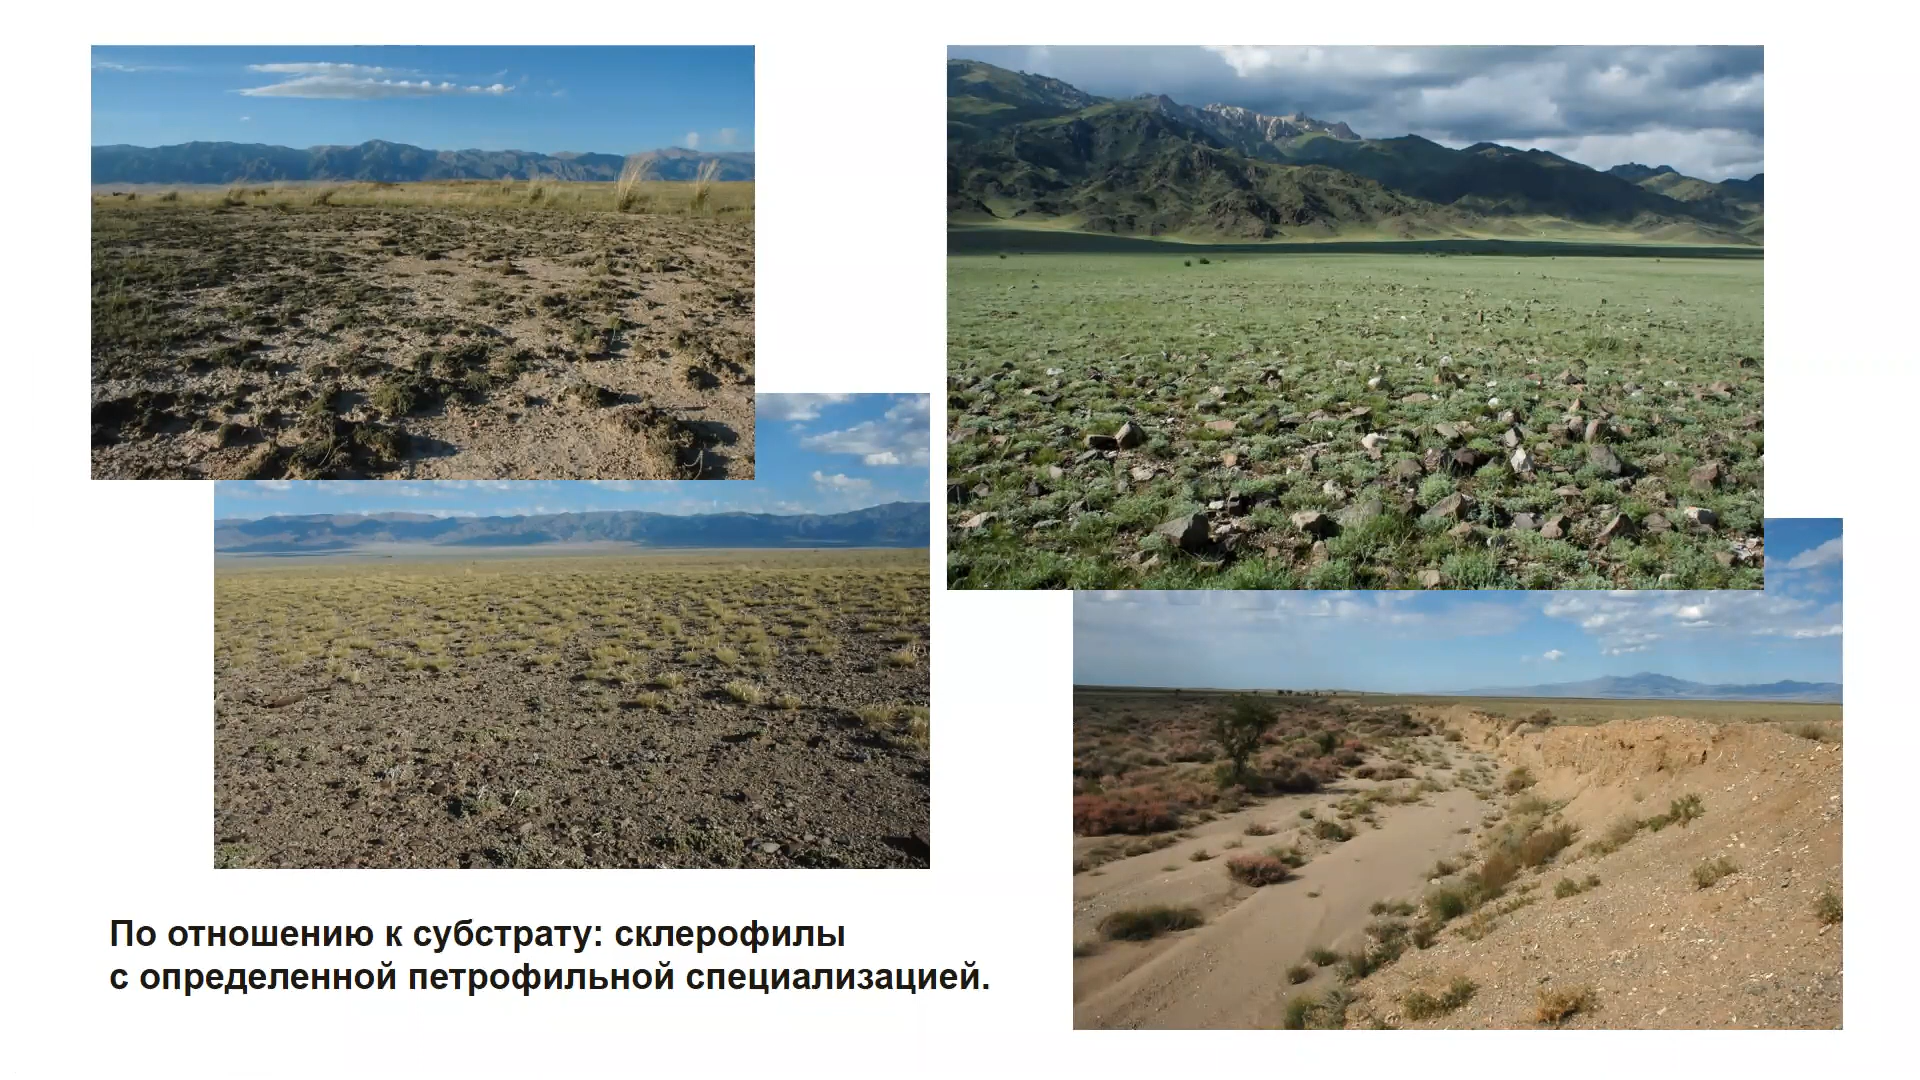 По отношению к субстрату: склерофилы
с определенной петрофильной специализацией.